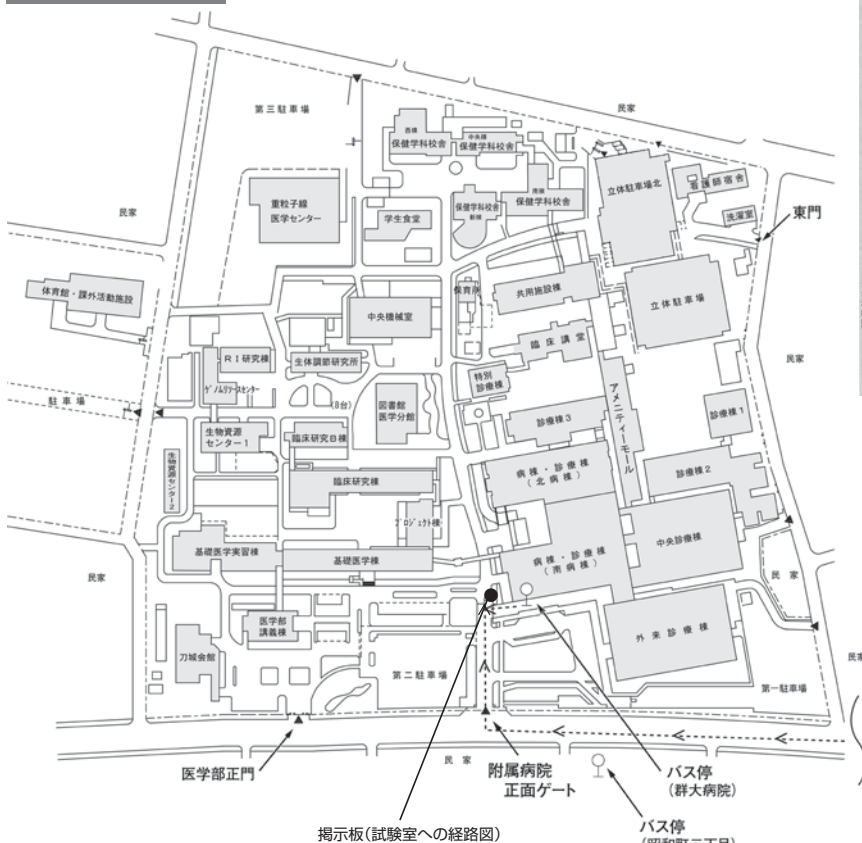 民家
第三駐車場
西棟
保健学科校舎
中央棟
保健学科校舎
南棟
保健学科校舎
保健学科校舎
新棟
立体駐車場北
看護師宿舎
洗濯室
東門
民家
重粒子線
医学センター
学生食堂
体育館・課外活動施設
保育所
共用施設棟
立体駐車場
中央機械室
臨床講堂
民家
RI研究棟
生体調節研究所
ゲノムリソースセンター
特別
診療棟
アメニティーモール
駐車場
(8台)
図書館
医学分館
診療棟3
診療棟1
生物資源
センター1
臨床研究B棟
生物資源センター2
臨床研究棟
病棟・診療棟
(北病棟)
診療棟2
プロジェクト棟
基礎医学実習棟
基礎医学棟
病棟・診療棟
(南病棟)
中央診療棟
民家
民家
医学部
講義棟
外来診療棟
刀城会館
民家
第二駐車場
第一駐車場
医学部正門
民家
附属病院
正面ゲート
バス停
(群大病院)
掲示板(試験室への経路図)
バス停
(昭和町三丁目)